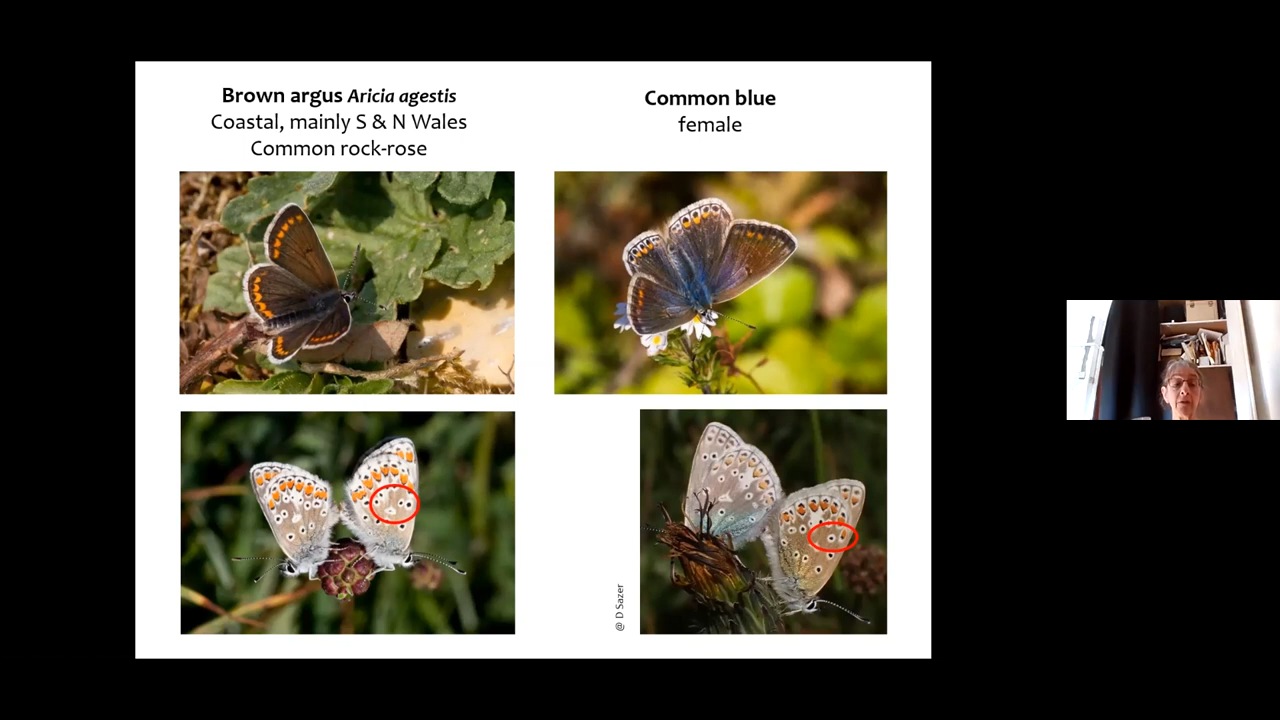 Brown argus Aricia agestis
Coastal, mainly S & N Wales
Common rock-rose
Common blue
female
@ D Sazer